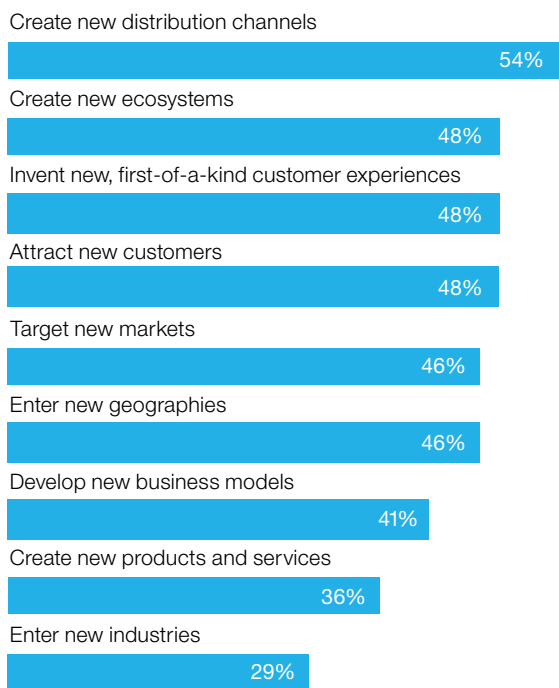 Create new distribution channels
54%
Create new ecosystems
48%
Invent new, first-of-a-kind customer experiences
48%
Attract new customers
48%
Target new markets
46%
Enter new geographies
46%
Develop new business models
41%
Create new products and services
36%
Enter new industries
29%